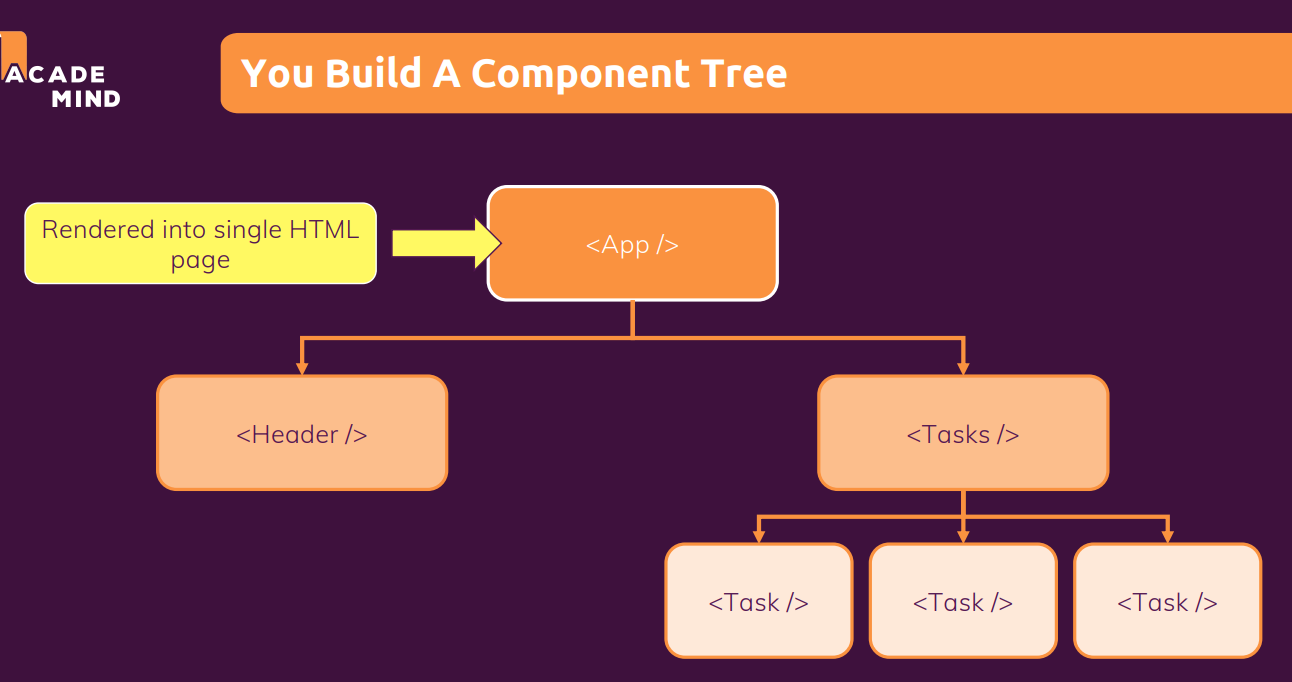 ACADE
MIND
You Build A Component Tree
Rendered into single HTML
page
<App />
<Header />
<Tasks />
<Task />
<Task />
<Task />